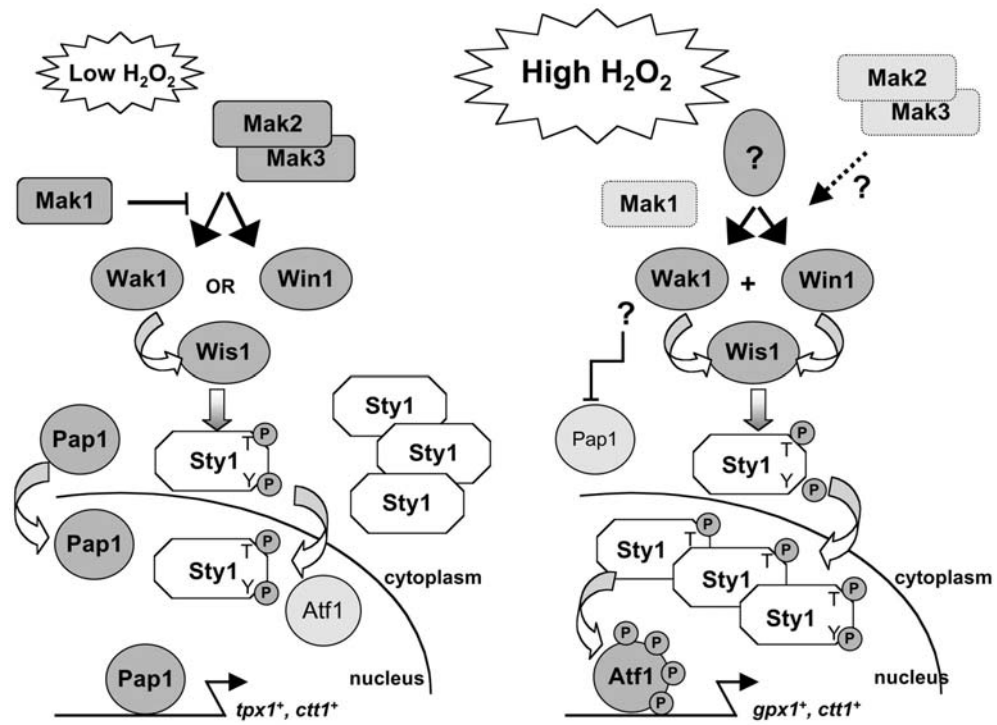 Low H₂O₂
Mak2
Mak3
Mak1
Wak1
OR
Win1
Wis1
Pap1
Sty1
T
P
Y
P
Sty1
Sty1
Sty1
Pap1
Sty1
T
P
Y
P
Atf1
cytoplasm
nucleus
Pap1
tpx1⁺, ctt1⁺
High H₂O₂
Mak2
Mak3
?
?
Mak1
Wak1
+
Win1
?
Wis1
Pap1
Sty1
T
P
Y
P
Sty1
T
P
Sty1
T
P
Sty1
T
P
Y
P
cytoplasm
nucleus
Atf1
P
P
P
P
P
gpx1⁺, ctt1⁺